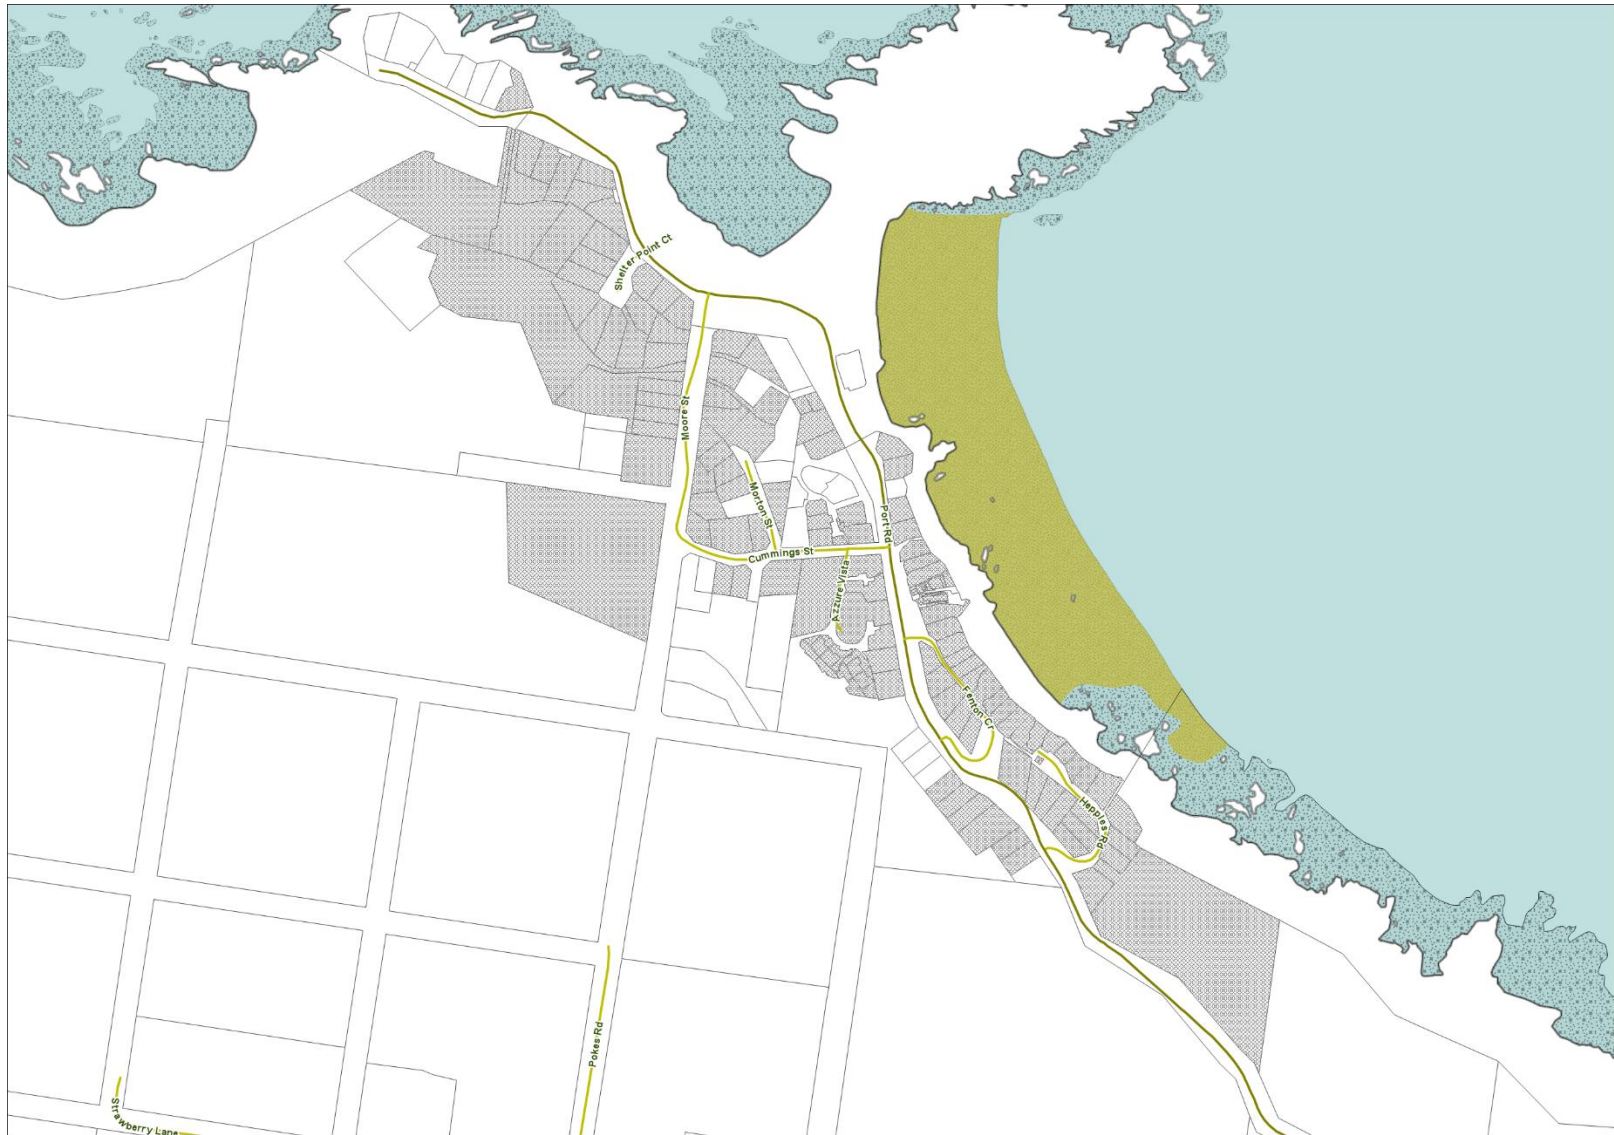 Shelter Point Ct
Moore St
Morton St
Port Rd
Cummings St
Azzure Vista
Fenton Cr
Hepples Rd
Pokes Rd
Strawberry Lane